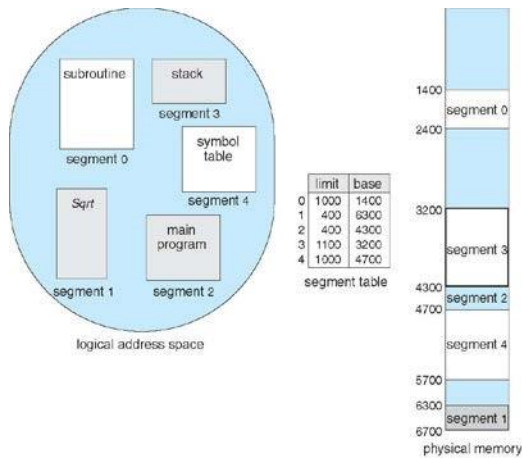 subroutine
segment 0
stack
segment 3
symbol
table
segment 4
Sqrt
segment 1
main
program
segment 2
logical address space
limit base
0 1000 1400
1 400 6300
2 400 4300
3 1100 3200
4 1000 4700
segment table
1400
segment 0
2400
3200
segment 3
4300
segment 2
4700
segment 4
5700
6300
segment 1
6700
physical memory